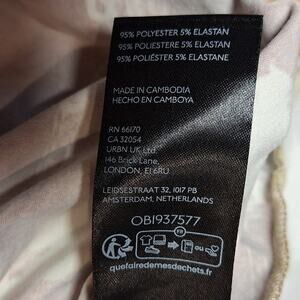 95% POLYESTER 5% ELASTAN
95% POLIESTERE 5% ELASTAN
95% POLIÉSTER 5% ELASTANE
MADE IN CAMBODIA
HECHO EN CAMBOYA
RN 66170
CA 32054
URBN UK Ltd.
146 Brick Lane,
LONDON, E1 6RU
LEIDSESTRAAT 32, 1017 PB
AMSTERDAM, NETHERLANDS
OB1937577
FR
OU
quefairedemesdechets.fr